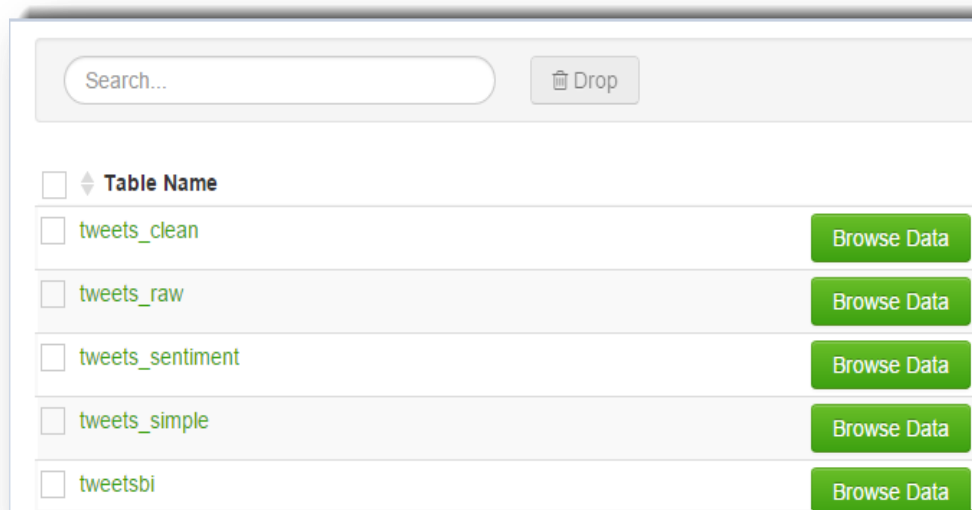 Search...
Drop
Table Name
tweets_clean
Browse Data
tweets_raw
Browse Data
tweets_sentiment
Browse Data
tweets_simple
Browse Data
tweetsbi
Browse Data